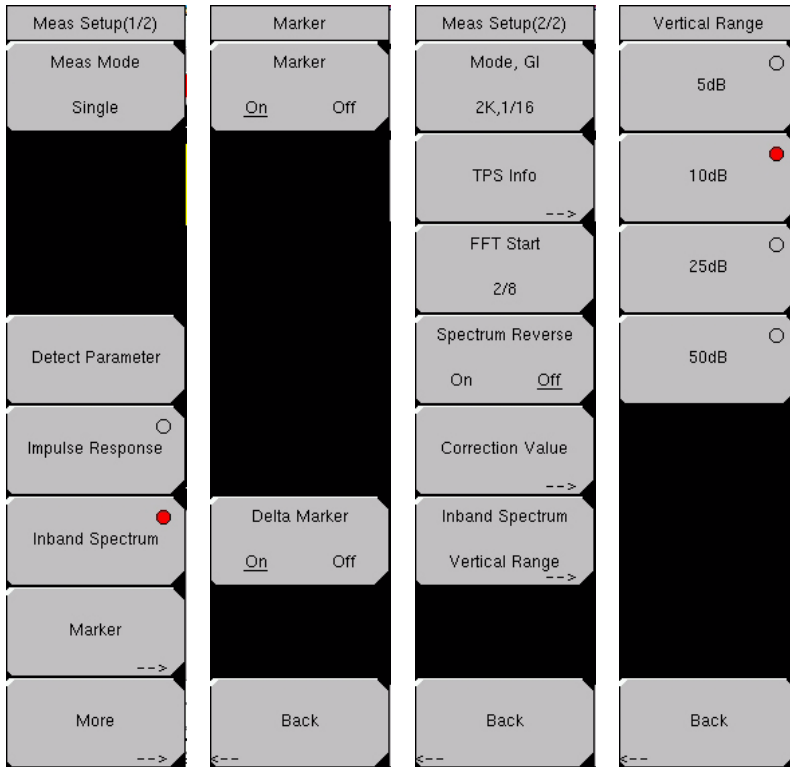 Meas Setup(1/2)
Meas Mode
Single
Detect Parameter
Impulse Response
Inband Spectrum
Marker
-->
More
-->
Marker
Marker
On Off
Delta Marker
On Off
Back
<--
Meas Setup(2/2)
Mode, GI
2K,1/16
TPS Info
-->
FFT Start
2/8
Spectrum Reverse
On Off
Correction Value
-->
Inband Spectrum
Vertical Range
-->
Back
<--
Vertical Range
5dB
10dB
25dB
50dB
Back
<--